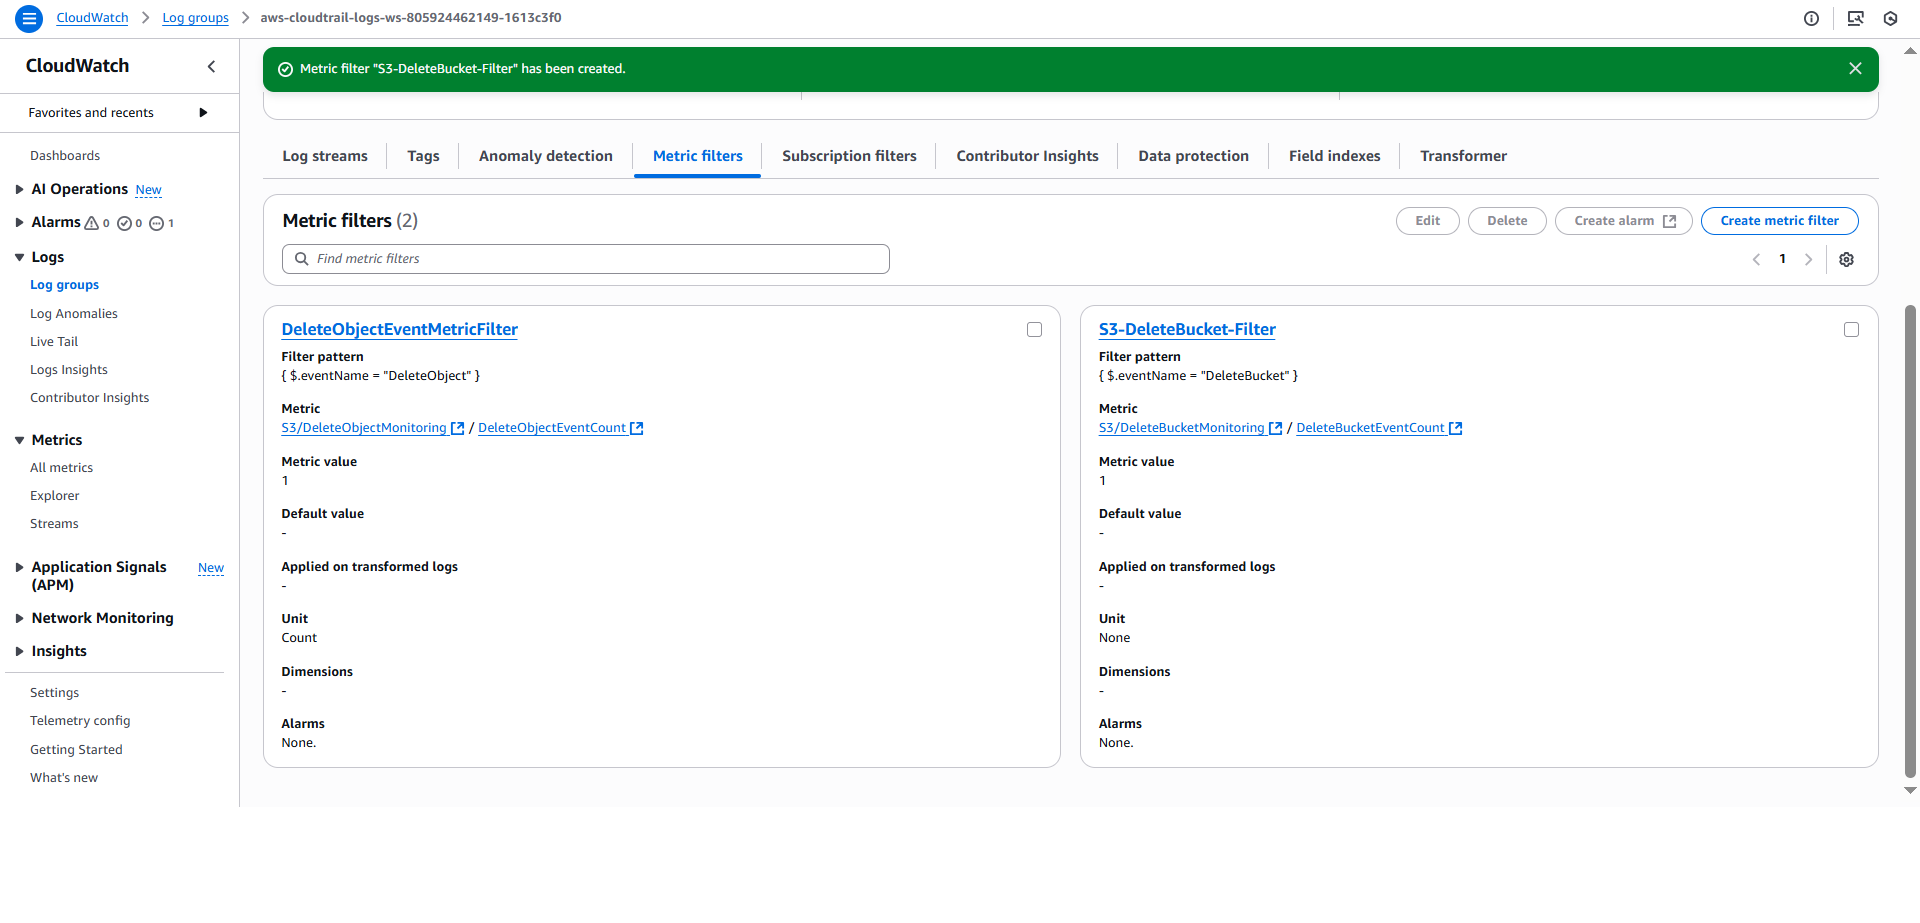 CloudWatch > Log groups > aws-cloudtrail-logs-ws-805924462149-1613c3f0
CloudWatch
Favorites and recents
Dashboards
AI Operations New
Alarms 0 0 1
Logs
Log groups
Log Anomalies
Live Tail
Logs Insights
Contributor Insights
Metrics
All metrics
Explorer
Streams
Application Signals (APM) New
Network Monitoring
Insights
Settings
Telemetry config
Getting Started
What's new
Metric filter "S3-DeleteBucket-Filter" has been created.
Log streams Tags Anomaly detection Metric filters Subscription filters Contributor Insights Data protection Field indexes Transformer
Metric filters (2)
Edit Delete Create alarm Create metric filter
Find metric filters
1
DeleteObjectEventMetricFilter
Filter pattern
{ $.eventName = "DeleteObject" }
Metric
S3/DeleteObjectMonitoring / DeleteObjectEventCount
Metric value
1
Default value
-
Applied on transformed logs
-
Unit
Count
Dimensions
-
Alarms
None.
S3-DeleteBucket-Filter
Filter pattern
{ $.eventName = "DeleteBucket" }
Metric
S3/DeleteBucketMonitoring / DeleteBucketEventCount
Metric value
1
Default value
-
Applied on transformed logs
-
Unit
None
Dimensions
-
Alarms
None.